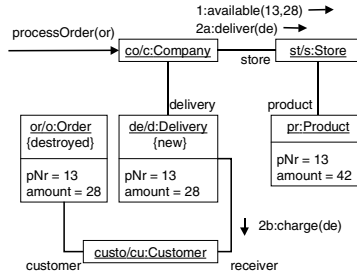 1:available(13,28)
processOrder(or)
2a:deliver(de)
co/c:Company
st/s:Store
store
delivery
product
or/o:Order
{destroyed}
de/d:Delivery
{new}
pr:Product
pNr = 13
amount = 28
pNr = 13
amount = 28
pNr = 13
amount = 42
2b:charge(de)
custo/cu:Customer
customer
receiver